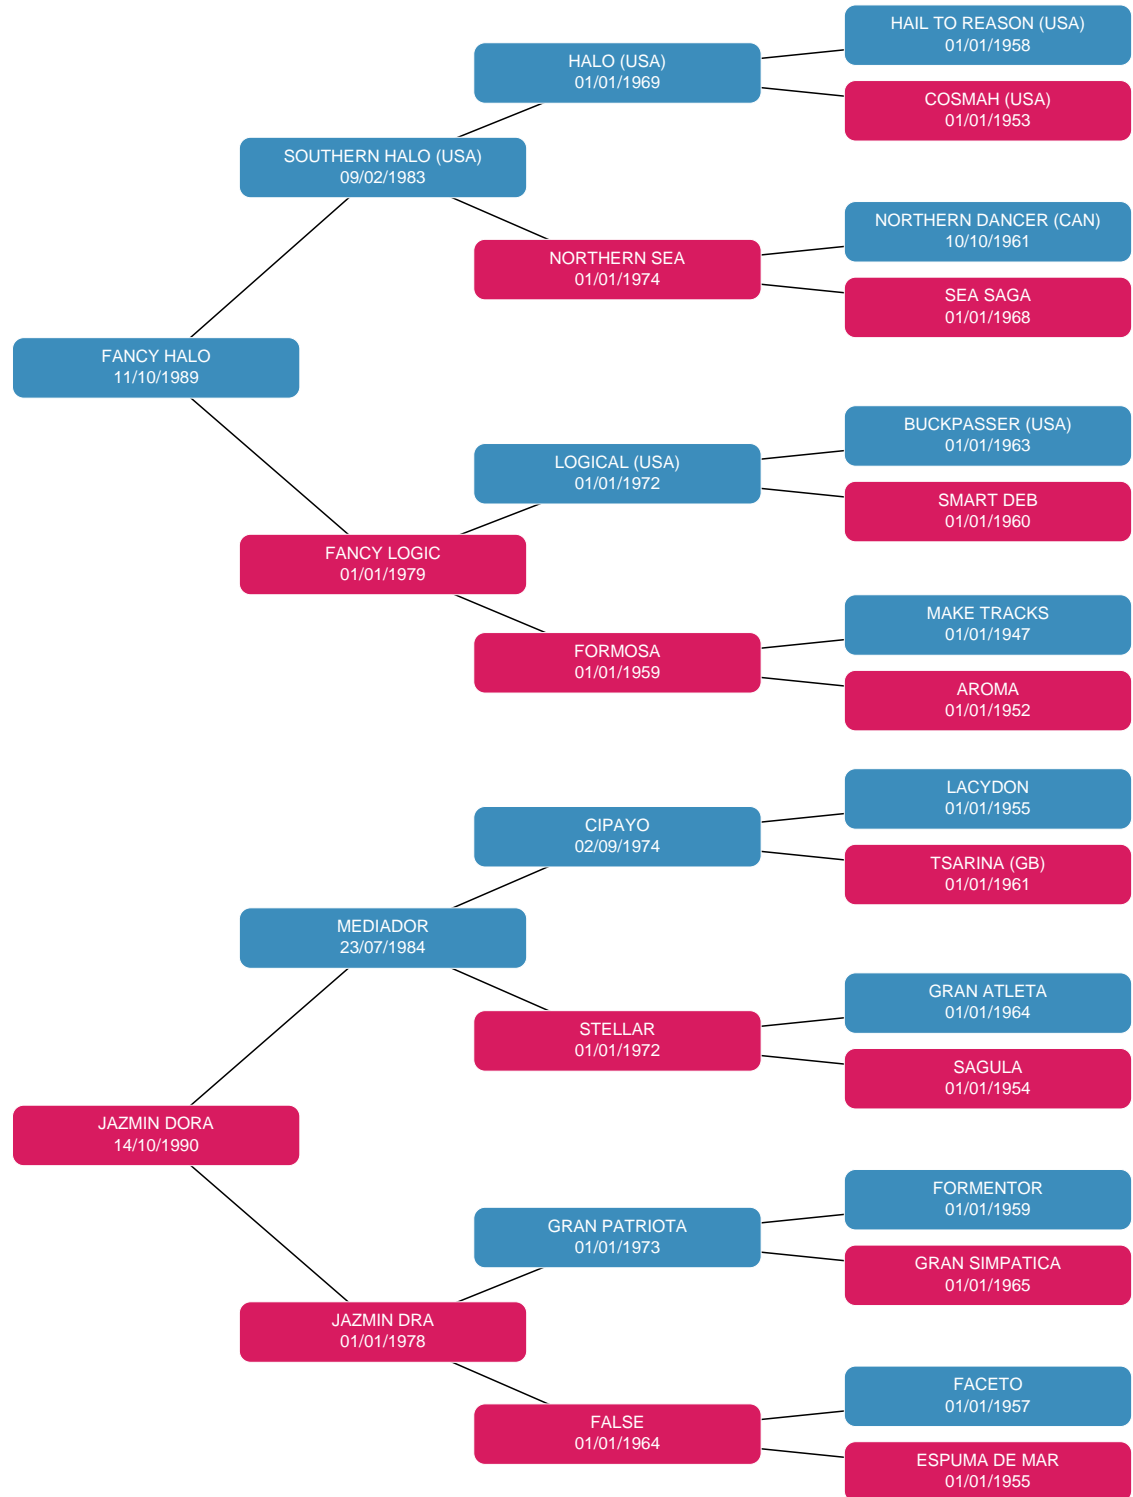 HAIL TO REASON (USA)
01/01/1958
HALO (USA)
01/01/1969
COSMAH (USA)
01/01/1953
SOUTHERN HALO (USA)
09/02/1983
NORTHERN DANCER (CAN)
10/10/1961
NORTHERN SEA
01/01/1974
SEA SAGA
01/01/1968
FANCY HALO
11/10/1989
BUCKPASSER (USA)
01/01/1963
LOGICAL (USA)
01/01/1972
SMART DEB
01/01/1960
FANCY LOGIC
01/01/1979
MAKE TRACKS
01/01/1947
FORMOSA
01/01/1959
AROMA
01/01/1952
LACYDON
01/01/1955
CIPAYO
02/09/1974
TSARINA (GB)
01/01/1961
MEDIADOR
23/07/1984
GRAN ATLETA
01/01/1964
STELLAR
01/01/1972
SAGULA
01/01/1954
JAZMIN DORA
14/10/1990
FORMENTOR
01/01/1959
GRAN PATRIOTA
01/01/1973
GRAN SIMPATICA
01/01/1965
JAZMIN DRA
01/01/1978
FACETO
01/01/1957
FALSE
01/01/1964
ESPUMA DE MAR
01/01/1955